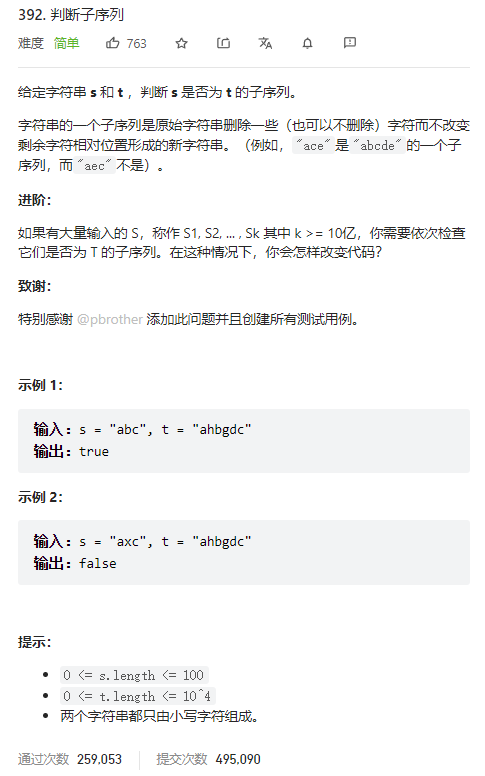 392. 判断子序列
难度 简单 763
给定字符串 s 和 t ，判断 s 是否为 t 的子序列。
字符串的一个子序列是原始字符串删除一些（也可以不删除）字符而不改变
剩余字符相对位置形成的新字符串。（例如，"ace"是"abcde"的一个子
序列，而"aec"不是）。
进阶：
如果有大量输入的 S，称作 S1, S2, ... , Sk 其中 k >= 10亿，你需要依次检查
它们是否为 T 的子序列。在这种情况下，你会怎样改变代码？
致谢：
特别感谢 @pbrother 添加此问题并且创建所有测试用例。
示例 1：
输入：s = "abc", t = "ahbgdc"
输出：true
示例 2：
输入：s = "axc", t = "ahbgdc"
输出：false
提示：
0 <= s.length <= 100
0 <= t.length <= 10^4
两个字符串都只由小写字符组成。
通过次数 259,053 提交次数 495,090